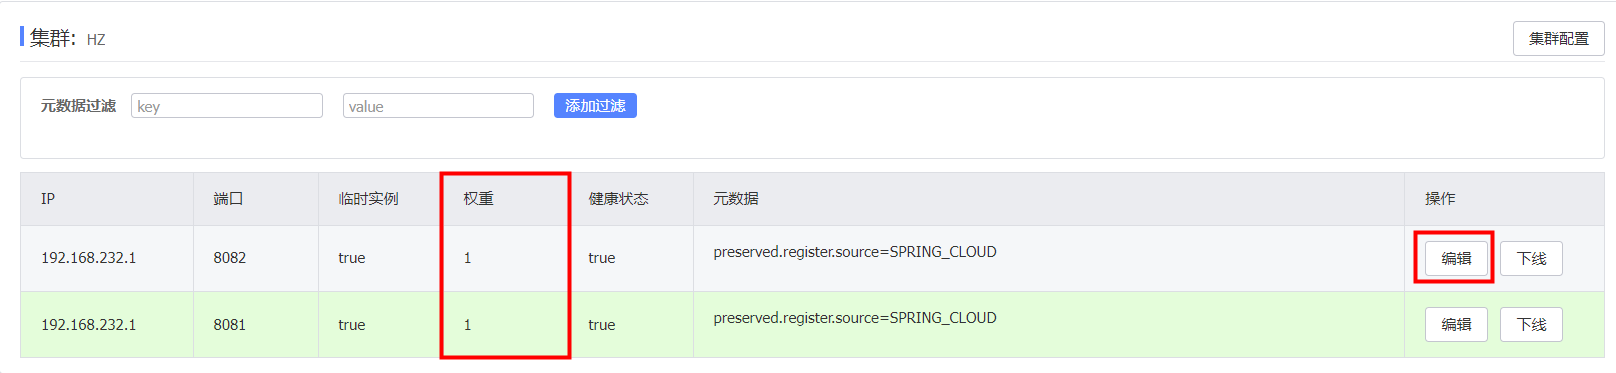 集群: HZ 集群配置
元数据过滤 key value 添加过滤
IP 端口 临时实例 权重 健康状态 元数据 操作
192.168.232.1 8082 true 1 true preserved.register.source=SPRING_CLOUD 编辑 下线
192.168.232.1 8081 true 1 true preserved.register.source=SPRING_CLOUD 编辑 下线